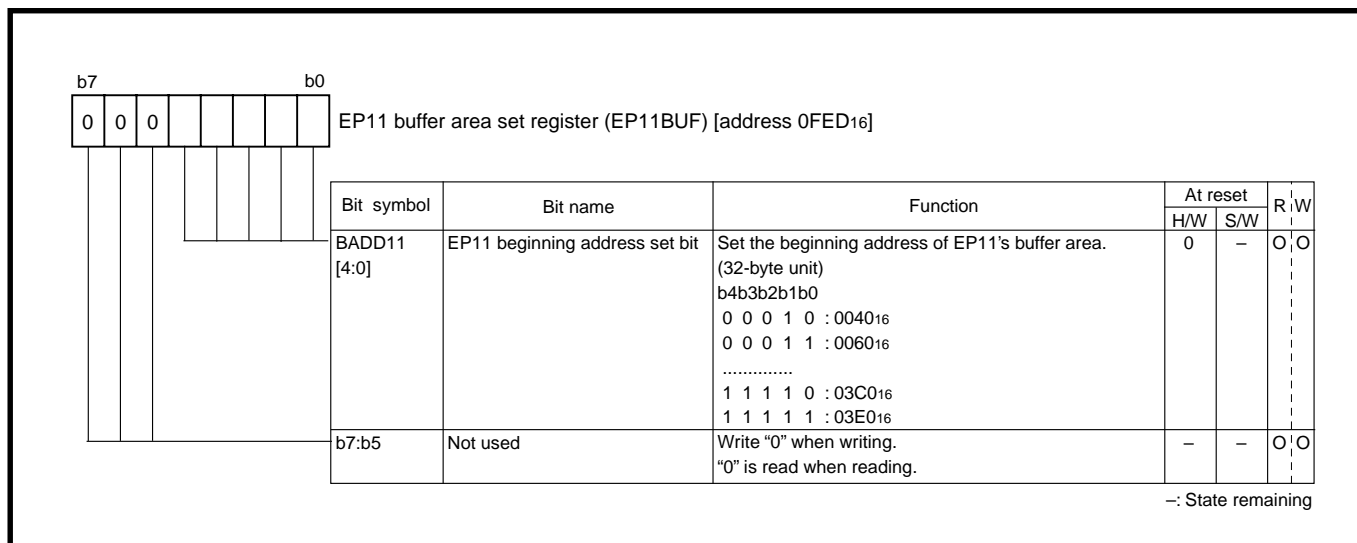 b7 b0
0 0 0 EP11 buffer area set register (EP11BUF) [address 0FED16]
Bit symbol Bit name Function At reset R W
H/W S/W
BADD11 EP11 beginning address set bit Set the beginning address of EP11's buffer area. 0 – O O
[4:0] (32-byte unit)
b4b3b2b1b0
0 0 0 1 0 : 004016
0 0 0 1 1 : 006016
..............
1 1 1 1 0 : 03C016
1 1 1 1 1 : 03E016
b7:b5 Not used Write “0” when writing. – – O O
“0” is read when reading.
–: State remaining